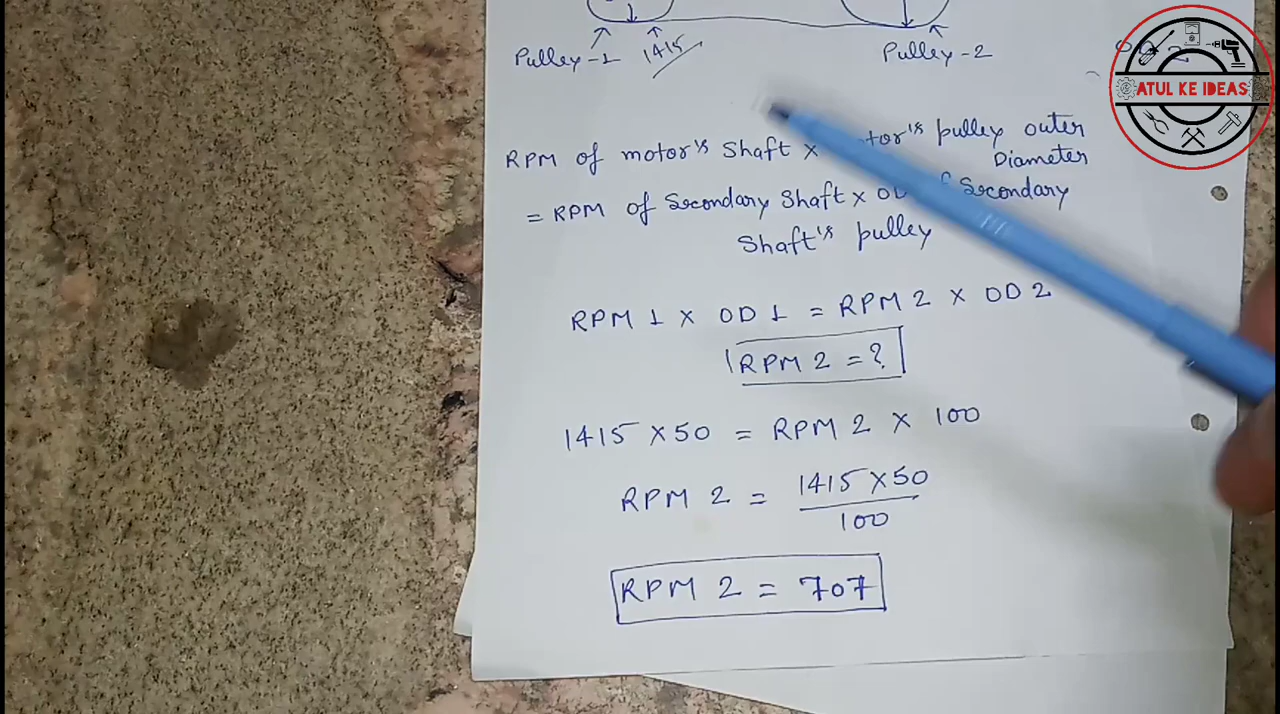 Pulley-1 1415 Pulley-2
ATUL KE IDEAS
RPM of motor's Shaft X pulley outer
Diameter
= RPM of Secondary Shaft X Secondary
Shaft's pulley
RPM 1 X OD 1 = RPM 2 X OD 2
RPM 2 = ?
1415 X 50 = RPM 2 X 100
RPM 2 = 1415 X 50
100
RPM 2 = 707